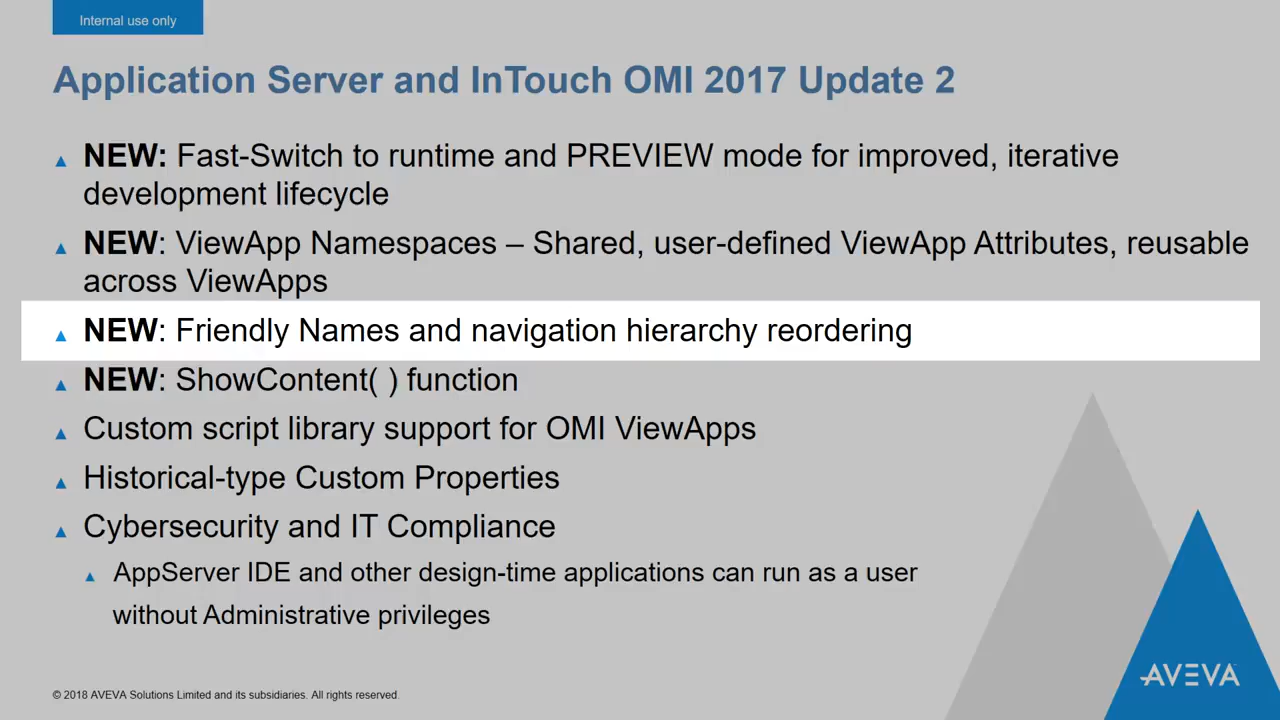 Internal use only
Application Server and InTouch OMI 2017 Update 2
NEW: Fast-Switch to runtime and PREVIEW mode for improved, iterative
development lifecycle
NEW: ViewApp Namespaces – Shared, user-defined ViewApp Attributes, reusable
across ViewApps
NEW: Friendly Names and navigation hierarchy reordering
NEW: ShowContent( ) function
Custom script library support for OMI ViewApps
Historical-type Custom Properties
Cybersecurity and IT Compliance
AppServer IDE and other design-time applications can run as a user
without Administrative privileges
© 2018 AVEVA Solutions Limited and its subsidiaries. All rights reserved.
AVEVA